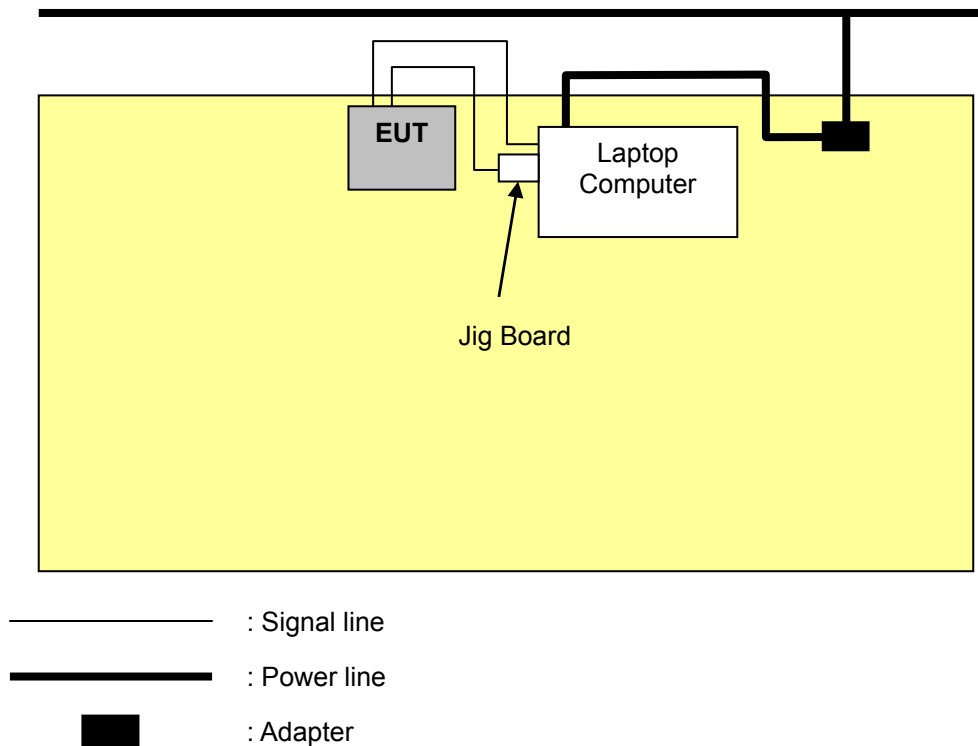 EUT
Laptop
Computer
Jig Board
: Signal line
: Power line
: Adapter